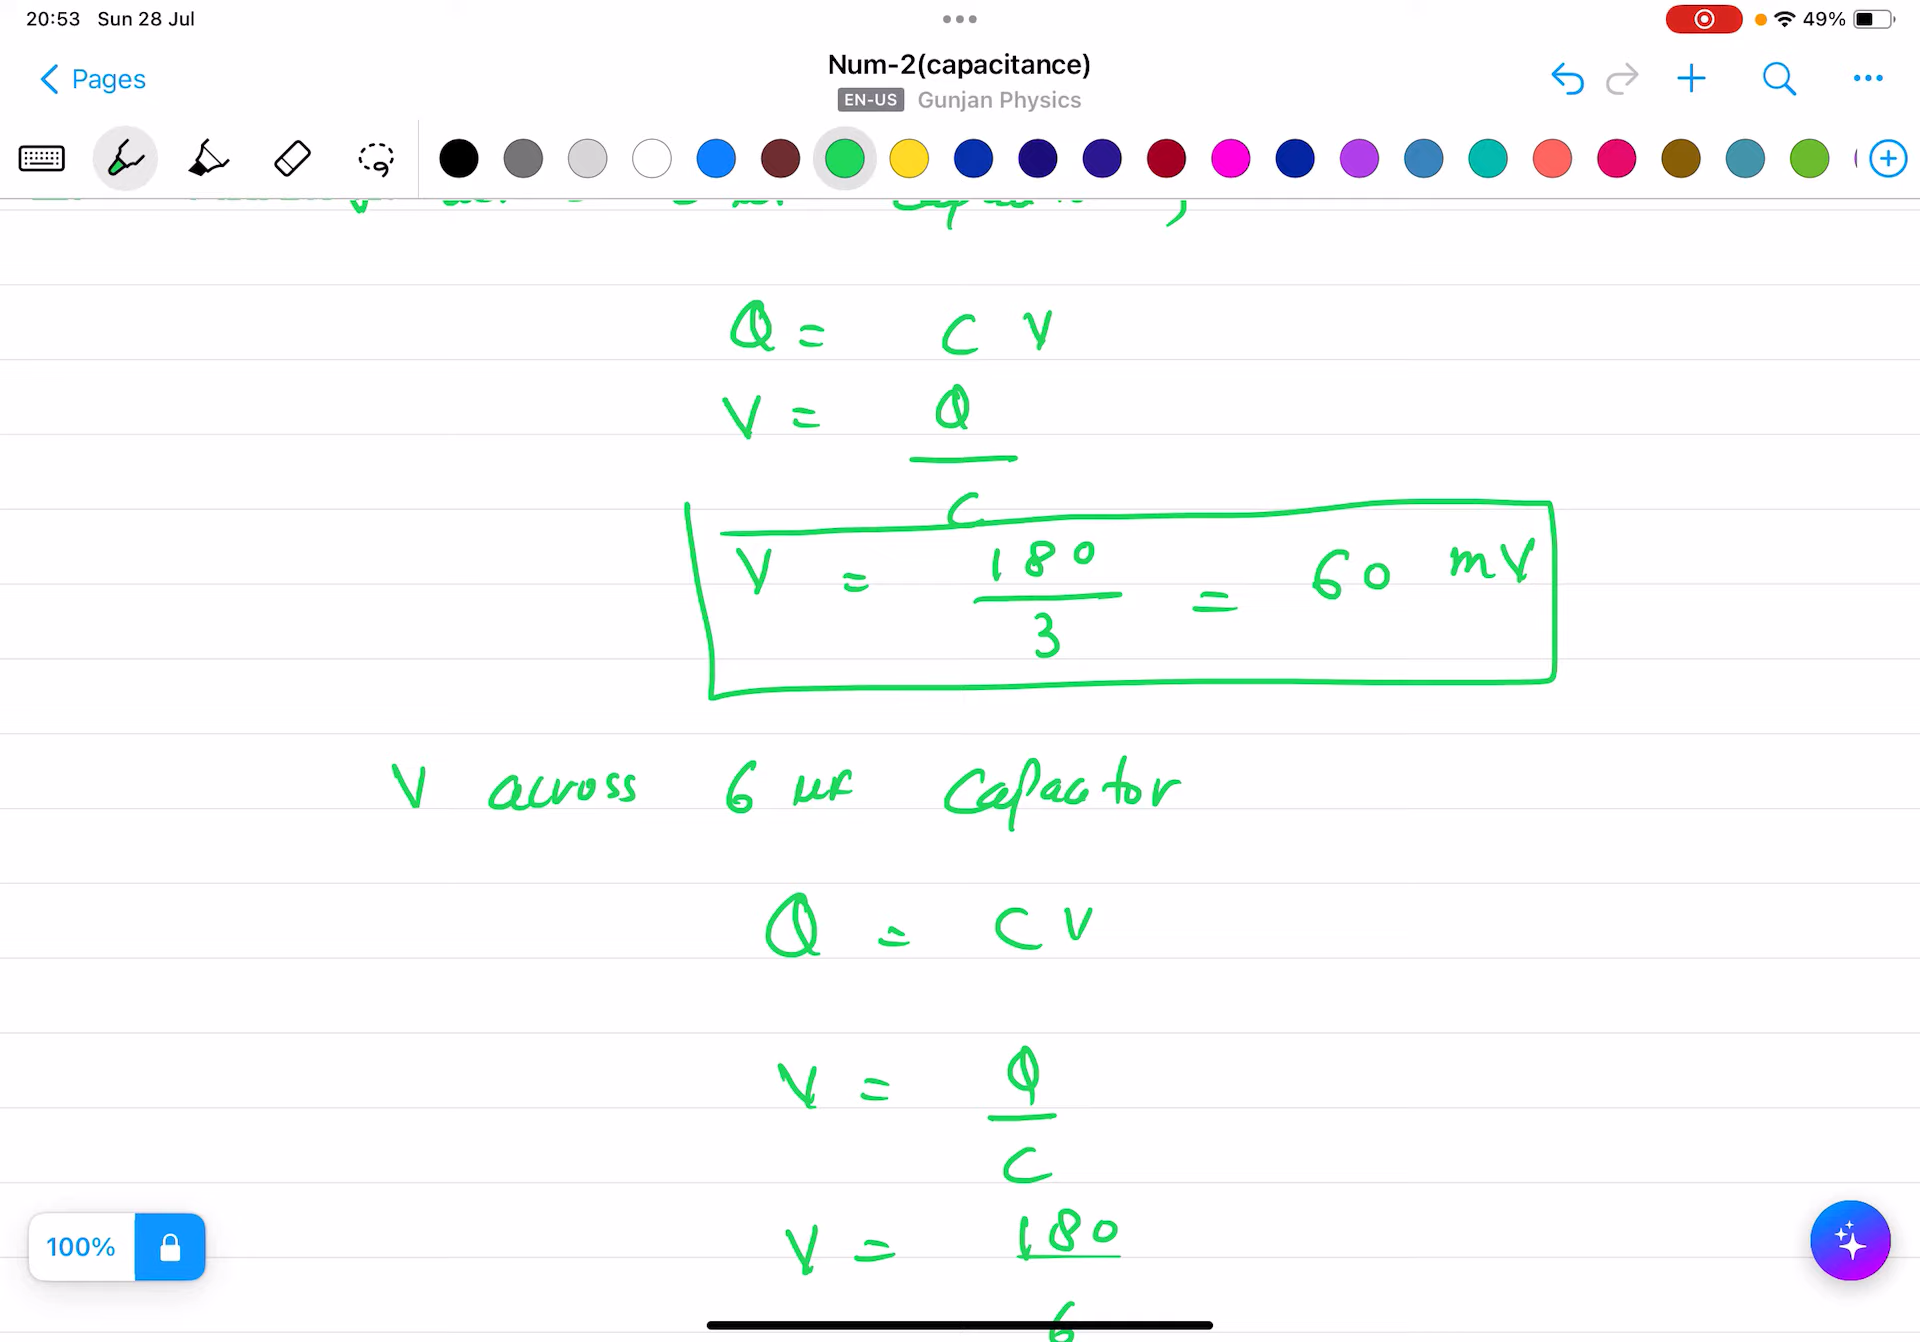 20:53 Sun 28 Jul
49%
Pages
Num-2(capacitance)
EN-US Gunjan Physics
Q = C V
V = Q
C
V = 180 = 60 mV
3
V across 6 μf Capacitor
Q = C V
V = Q
C
V = 180
6
100%